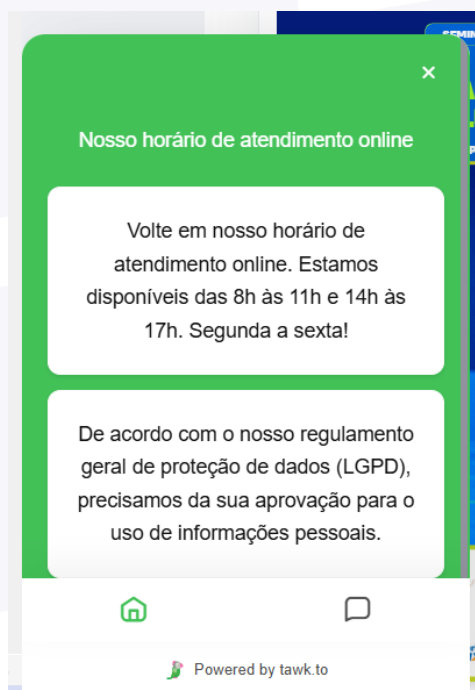 SEMIN
×
Nosso horário de atendimento online
Volte em nosso horário de
atendimento online. Estamos
disponíveis das 8h às 11h e 14h às
17h. Segunda a sexta!
De acordo com o nosso regulamento
geral de proteção de dados (LGPD),
precisamos da sua aprovação para o
uso de informações pessoais.
Powered by tawk.to